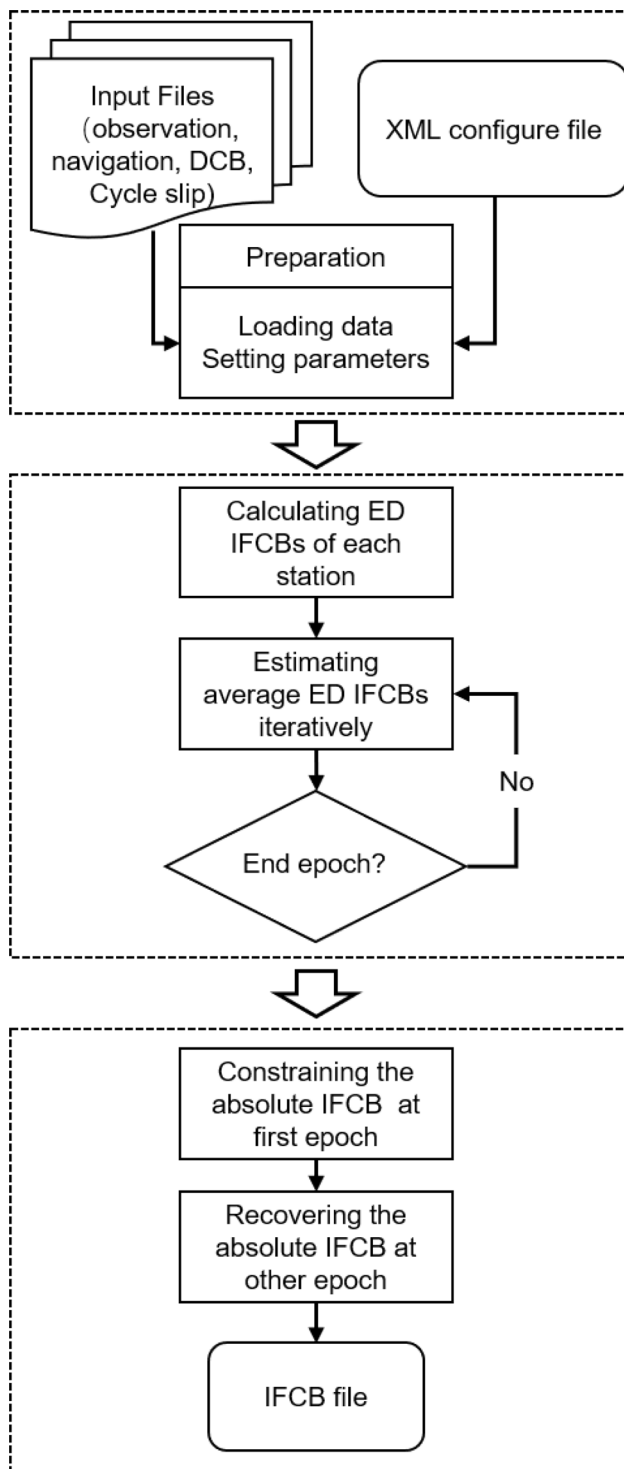 Input Files
（observation,
navigation, DCB,
Cycle slip)
XML configure file
Preparation
Loading data
Setting parameters
Calculating ED
IFCBs of each
station
Estimating
average ED IFCBs
iteratively
No
End epoch?
Constraining the
absolute IFCB at
first epoch
Recovering the
absolute IFCB at
other epoch
IFCB file